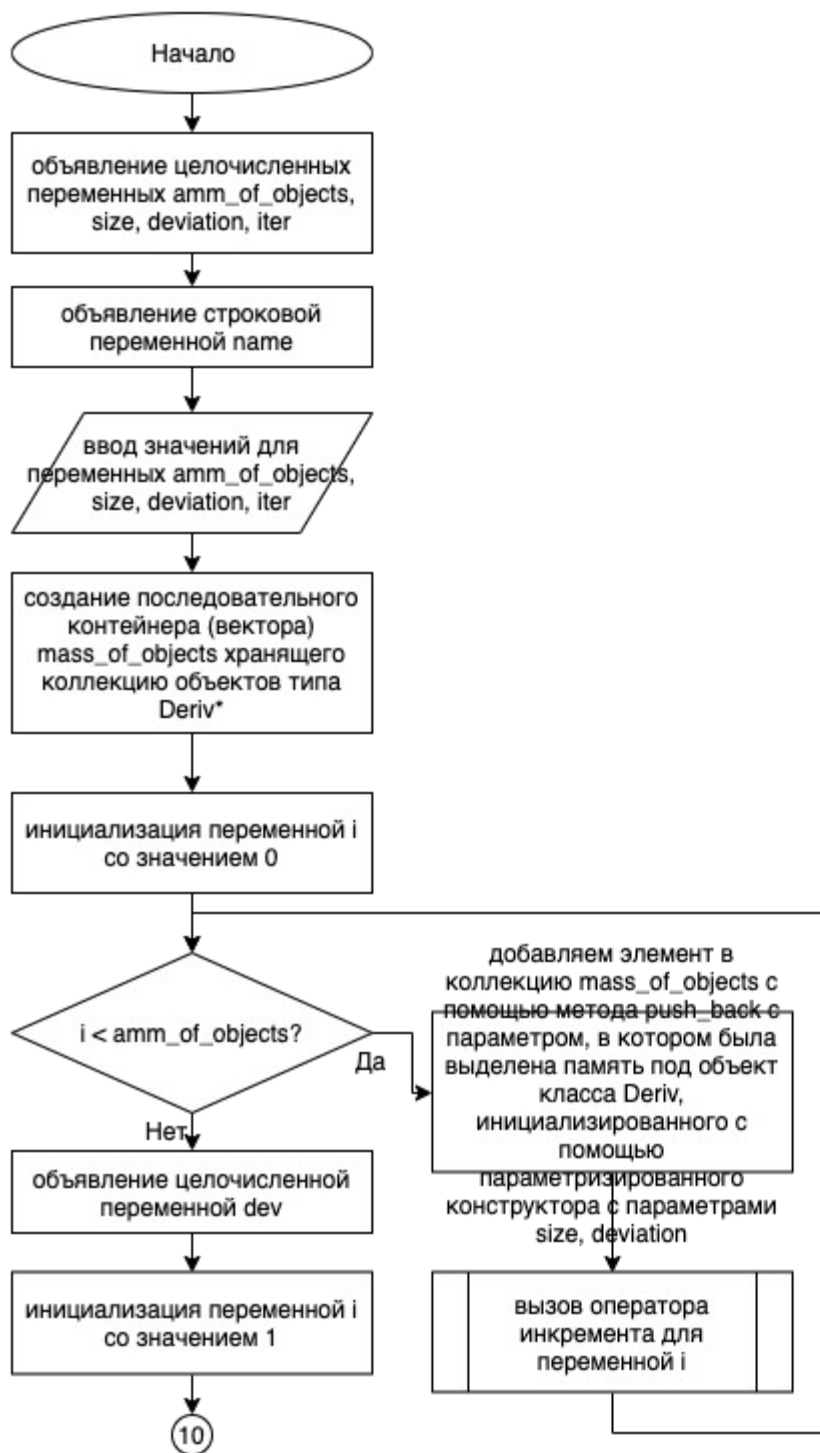 Начало
объявление целочисленных
переменных amm_of_objects,
size, deviation, iter
объявление строковой
переменной name
ввод значений для
переменных amm_of_objects,
size, deviation, iter
создание последовательного
контейнера (вектора)
mass_of_objects хранящего
коллекцию объектов типа
Deriv*
инициализация переменной i
со значением 0
i < amm_of_objects?
Да
добавляем элемент в
коллекцию mass_of_objects с
помощью метода push_back с
параметром, в котором была
выделена память под объект
класса Deriv,
инициализированного с
помощью
параметризированного
конструктора с параметрами
size, deviation
вызов оператора
инкремента для
переменной i
Нет
объявление целочисленной
переменной dev
инициализация переменной i
со значением 1
10